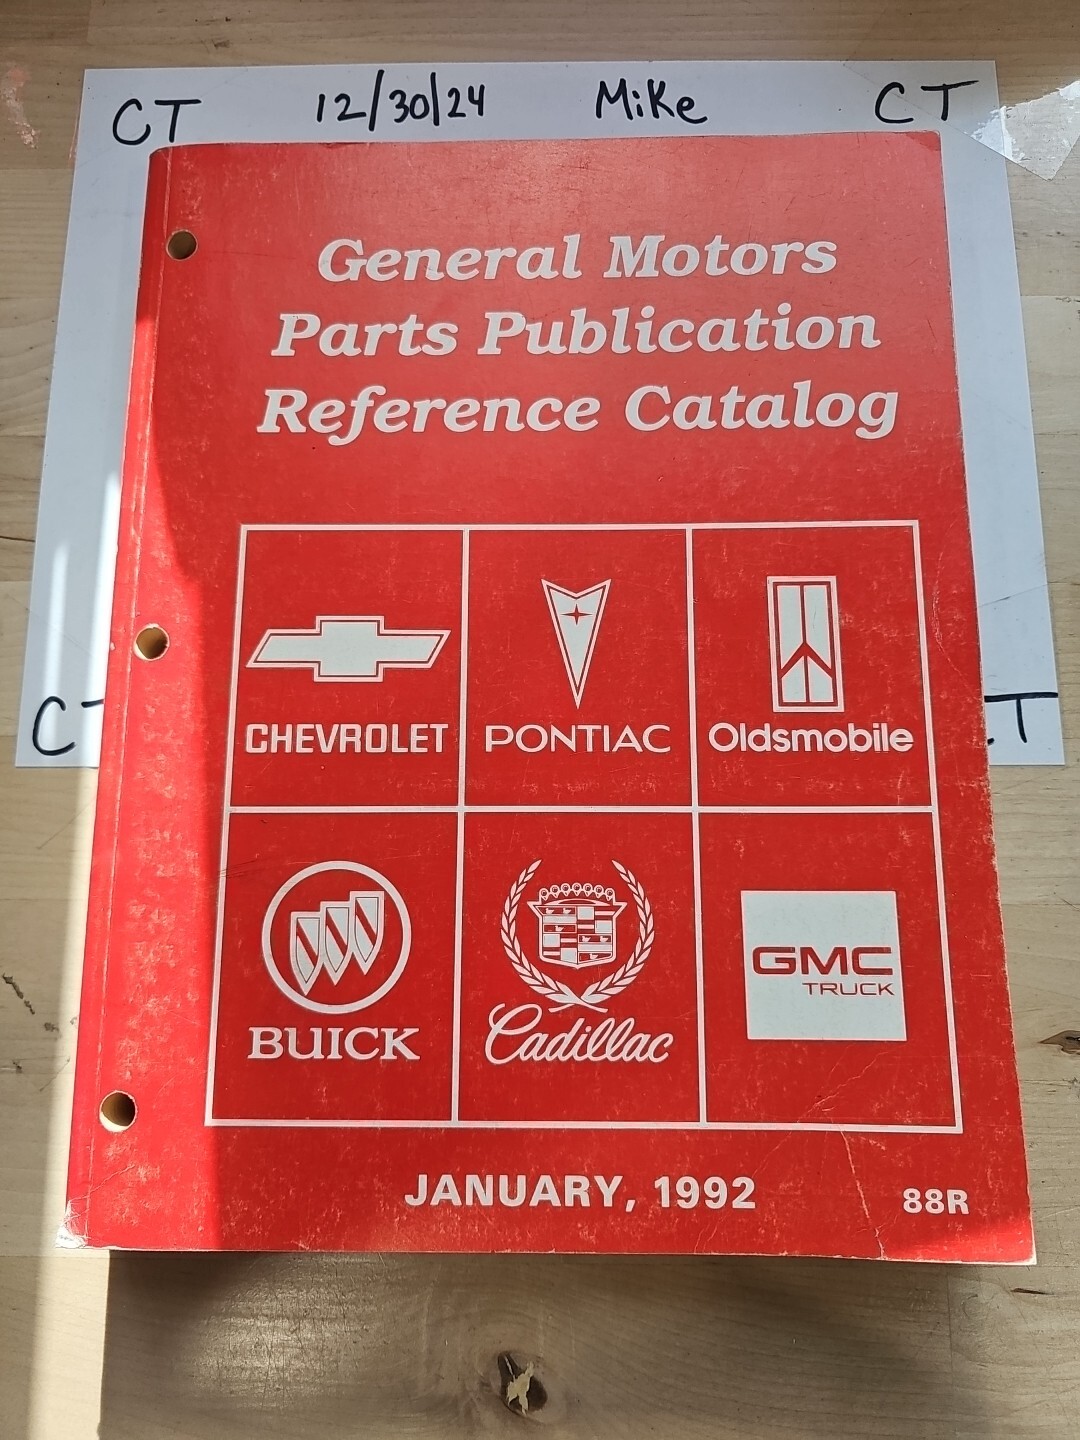 CT 12/30/24 Mike CT
General Motors
Parts Publication
Reference Catalog
CHEVROLET PONTIAC Oldsmobile
CT T
BUICK Cadillac GMC
TRUCK
JANUARY, 1992 88R